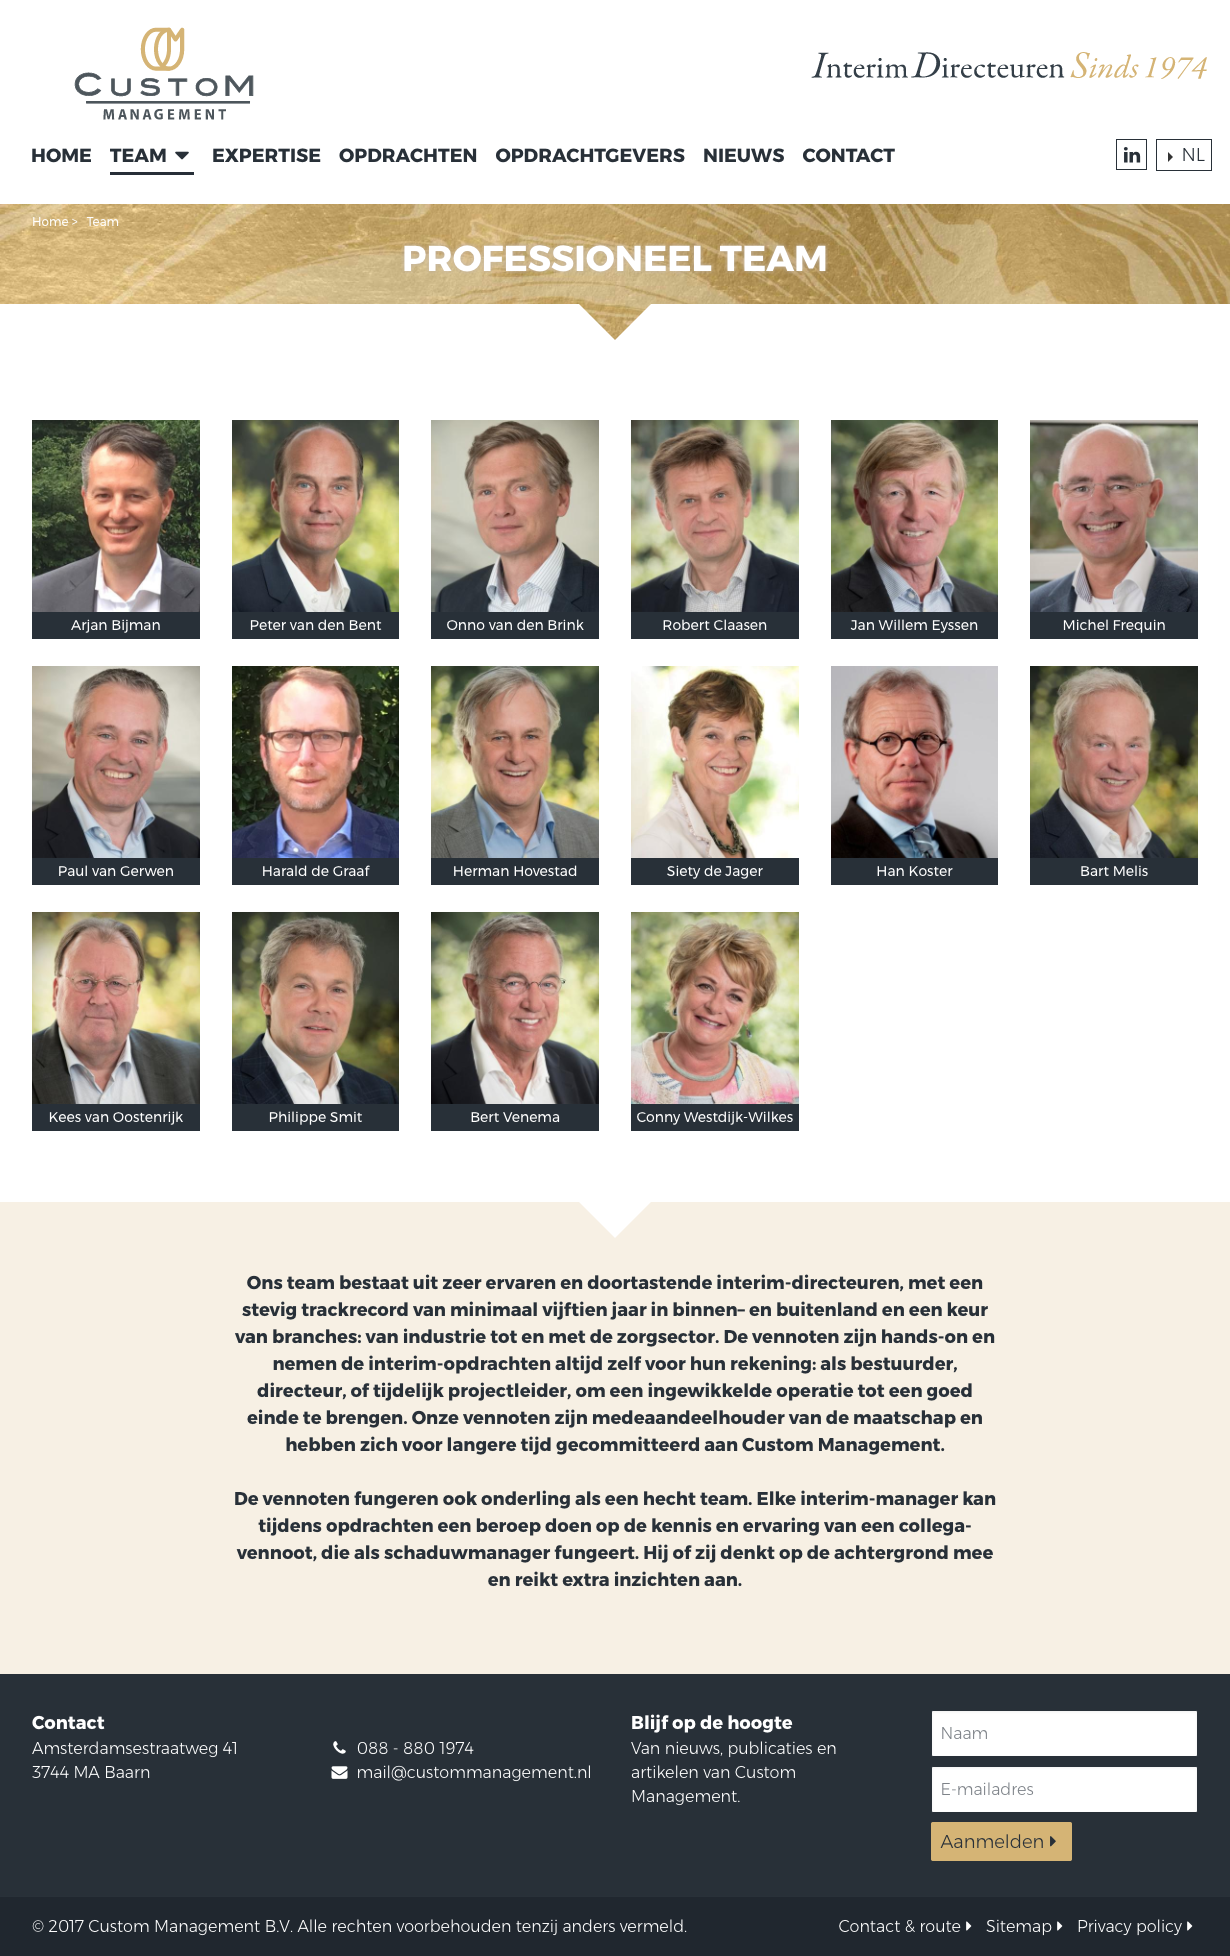 CUSTOM
MANAGEMENT
Interim Directeuren Sinds 1974
HOME TEAM EXPERTISE OPDRACHTEN OPDRACHTGEVERS NIEUWS CONTACT
in NL
Home > Team
PROFESSIONEEL TEAM
Arjan Bijman
Peter van den Bent
Onno van den Brink
Robert Claasen
Jan Willem Eyssen
Michel Frequin
Paul van Gerwen
Harald de Graaf
Herman Hovestad
Siety de Jager
Han Koster
Bart Melis
Kees van Oostenrijk
Philippe Smit
Bert Venema
Conny Westdijk-Wilkes
Ons team bestaat uit zeer ervaren en doortastende interim-directeuren, met een
stevig trackrecord van minimaal vijftien jaar in binnen– en buitenland en een keur
van branches: van industrie tot en met de zorgsector. De vennoten zijn hands-on en
nemen de interim-opdrachten altijd zelf voor hun rekening: als bestuurder,
directeur, of tijdelijk projectleider, om een ingewikkelde operatie tot een goed
einde te brengen. Onze vennoten zijn medeaandeelhouder van de maatschap en
hebben zich voor langere tijd gecommitteerd aan Custom Management.
De vennoten fungeren ook onderling als een hecht team. Elke interim-manager kan
tijdens opdrachten een beroep doen op de kennis en ervaring van een collega-
vennoot, die als schaduwmanager fungeert. Hij of zij denkt op de achtergrond mee
en reikt extra inzichten aan.
Contact
Amsterdamsestraatweg 41
3744 MA Baarn
088 - 880 1974
mail@custommanagement.nl
Blijf op de hoogte
Van nieuws, publicaties en
artikelen van Custom
Management.
Naam
E-mailadres
Aanmelden
© 2017 Custom Management B.V. Alle rechten voorbehouden tenzij anders vermeld.
Contact & route Sitemap Privacy policy